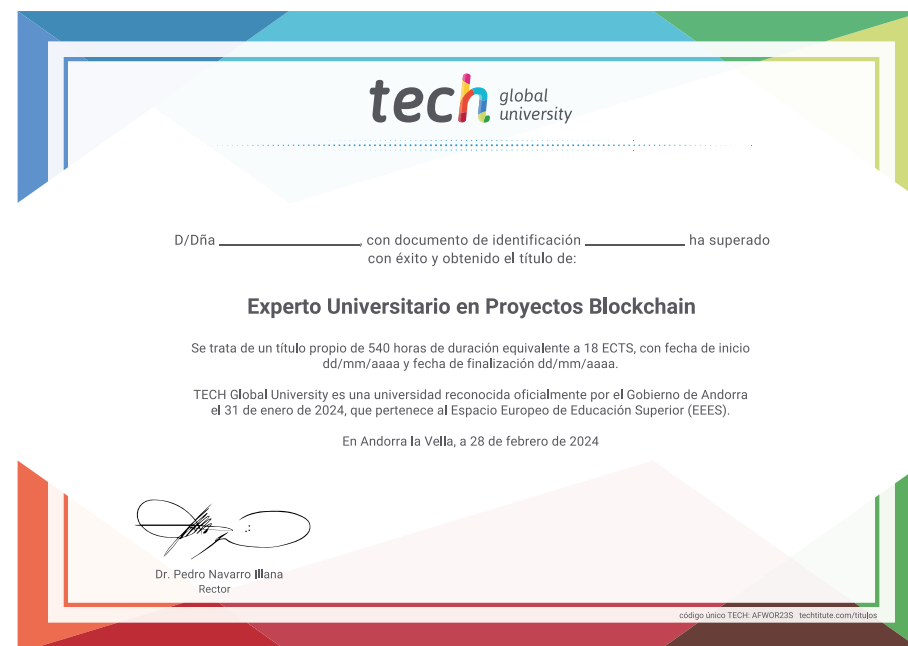 tech global
university
D/Dña ____________________, con documento de identificación ______________ ha superado
con éxito y obtenido el título de:
Experto Universitario en Proyectos Blockchain
Se trata de un título propio de 540 horas de duración equivalente a 18 ECTS, con fecha de inicio
dd/mm/aaaa y fecha de finalización dd/mm/aaaa.
TECH Global University es una universidad reconocida oficialmente por el Gobierno de Andorra
el 31 de enero de 2024, que pertenece al Espacio Europeo de Educación Superior (EEES).
En Andorra la Vella, a 28 de febrero de 2024
Dr. Pedro Navarro Illana
Rector
código único TECH: AFWOR23S techtitute.com/titulos